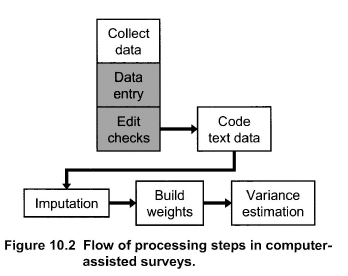 Collect
data
Data
entry
Edit
checks
Code
text data
Imputation
Build
weights
Variance
estimation
Figure 10.2 Flow of processing steps in computer-
assisted surveys.